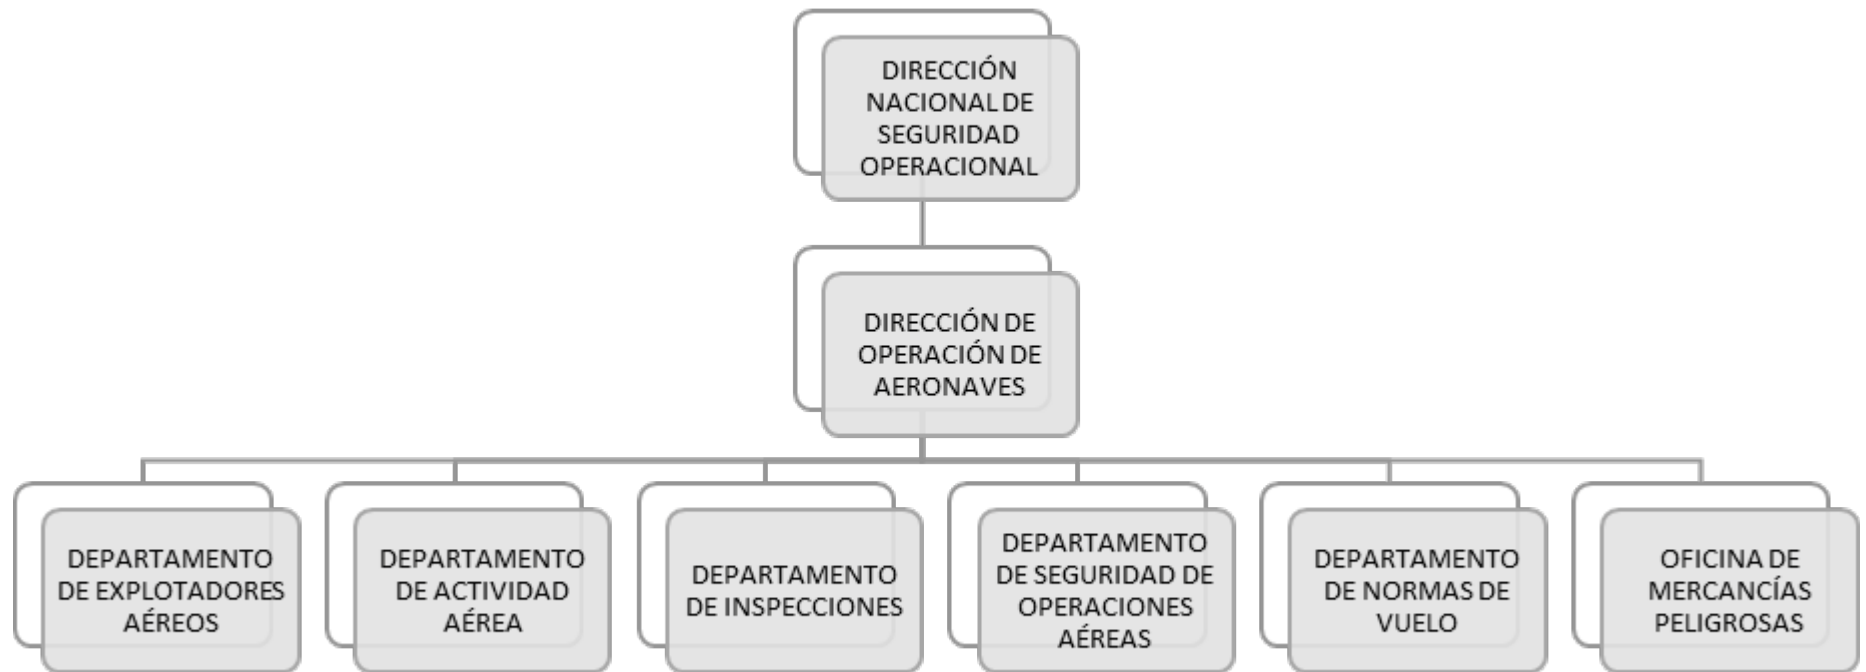 DIRECCIÓN
NACIONAL DE
SEGURIDAD
OPERACIONAL
DIRECCIÓN DE
OPERACIÓN DE
AERONAVES
DEPARTAMENTO
DE EXPLOTADORES
AÉREOS
DEPARTAMENTO
DE ACTIVIDAD
AÉREA
DEPARTAMENTO
DE INSPECCIONES
DEPARTAMENTO
DE SEGURIDAD DE
OPERACIONES
AÉREAS
DEPARTAMENTO
DE NORMAS DE
VUELO
OFICINA DE
MERCANCÍAS
PELIGROSAS